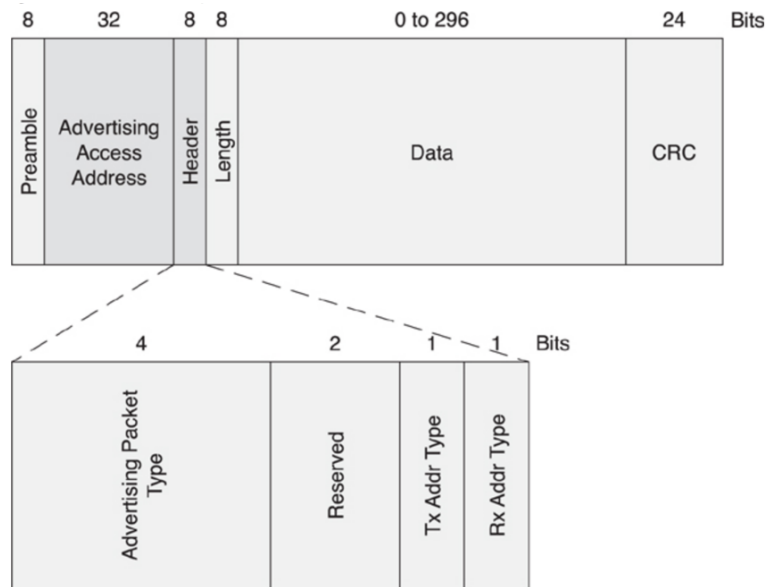 8 32 8 8 0 to 296 24 Bits
Preamble
Advertising
Access
Address
Header
Length
Data
CRC
4 2 1 1 Bits
Advertising Packet
Type
Reserved
Tx Addr Type
Rx Addr Type